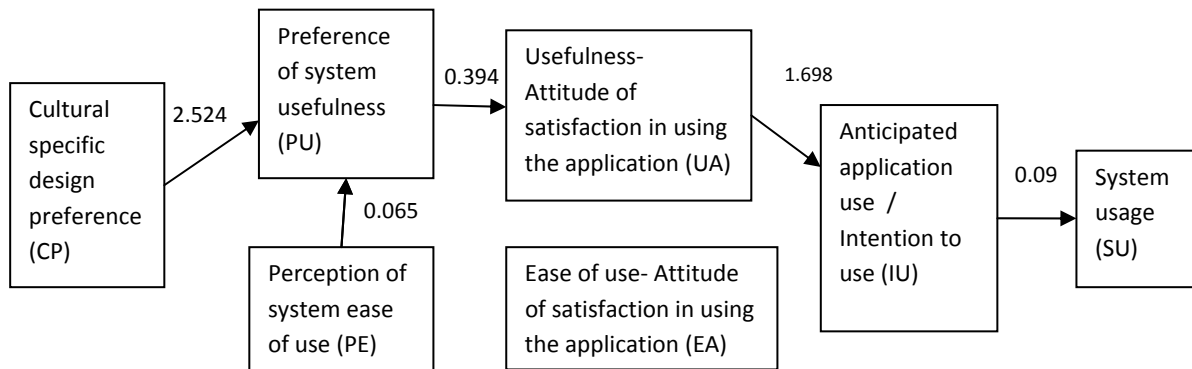 Cultural
specific
design
preference
(CP)
2.524
Preference
of system
usefulness
(PU)
0.065
Perception of
system ease
of use (PE)
0.394
Usefulness-
Attitude of
satisfaction in using
the application (UA)
Ease of use- Attitude
of satisfaction in using
the application (EA)
1.698
Anticipated
application
use /
Intention to
use (IU)
0.09
System
usage
(SU)